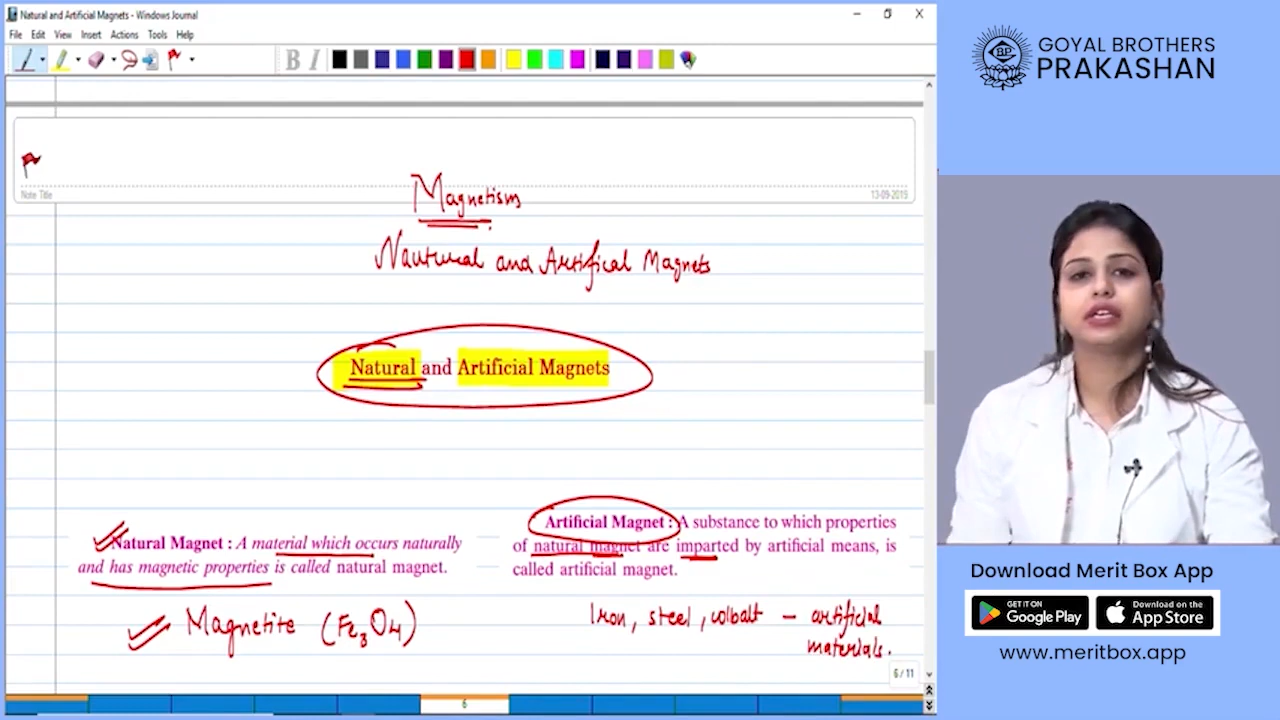 Natural and Artificial Magnets - Windows Journal
File Edit View Insert Actions Tools Help
B I
Note Title
13-09-2019
Magnetism
Nautural and Artifical Magnets
Natural and Artificial Magnets
Natural Magnet : A material which occurs naturally
and has magnetic properties is called natural magnet.
Magnetite (Fe3O4)
Artificial Magnet : A substance to which properties
of natural magnet are imparted by artificial means, is
called artificial magnet.
Iron, steel, colbalt – artificial
materials.
6 / 11
6
BP
GOYAL BROTHERS
PRAKASHAN
Download Merit Box App
GET IT ON
Google Play
Download on the
App Store
www.meritbox.app